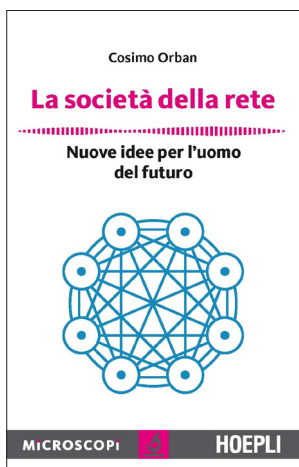 Cosimo Orban
La società della rete
Nuove idee per l'uomo
del futuro
MiCROSCOPi
HOEPLI